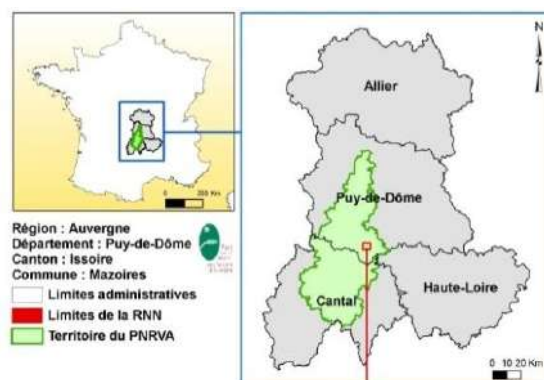 0 200 Km
Région : Auvergne
Département : Puy-de-Dôme
Canton : Issoire
Commune : Mazoires
Limites administratives
Limites de la RNN
Territoire du PNRVA
N
Allier
Puy-de-Dôme
Cantal
Haute-Loire
0 10 20 Km